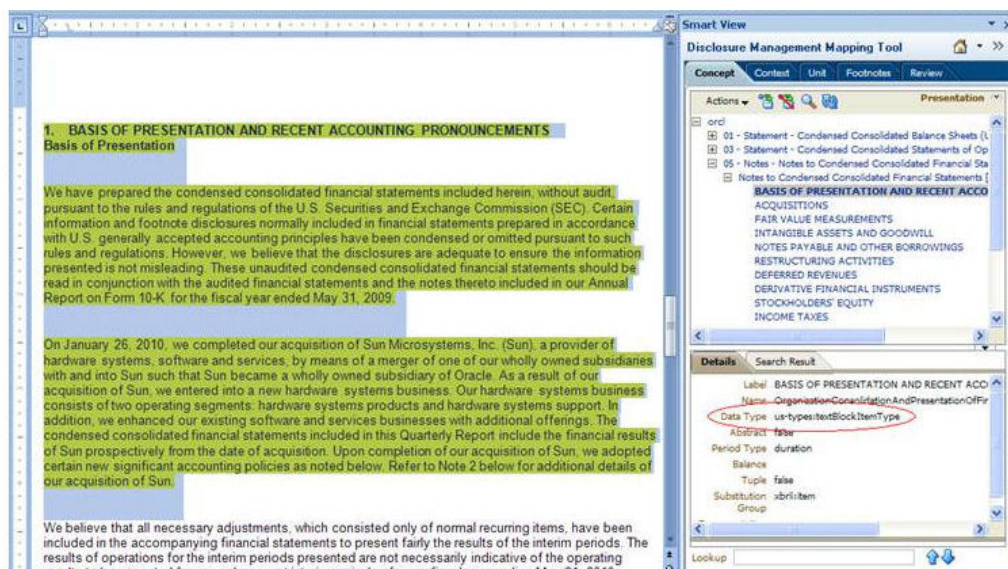 Smart View
Disclosure Management Mapping Tool
Concept Context Unit Footnotes Review
Actions Presentation
orcl
01 - Statement - Condensed Consolidated Balance Sheets (U
03 - Statement - Condensed Consolidated Statements of Op
05 - Notes - Notes to Condensed Consolidated Financial Sta
Notes to Condensed Consolidated Financial Statements [
BASIS OF PRESENTATION AND RECENT ACCO
ACQUISITIONS
FAIR VALUE MEASUREMENTS
INTANGIBLE ASSETS AND GOODWILL
NOTES PAYABLE AND OTHER BORROWINGS
RESTRUCTURING ACTIVITIES
DEFERRED REVENUES
DERIVATIVE FINANCIAL INSTRUMENTS
STOCKHOLDERS' EQUITY
INCOME TAXES
Details Search Result
Label BASIS OF PRESENTATION AND RECENT ACCO
Name OrganizationConsolidationAndPresentationOfFir
Data Type us-types:textBlockItemType
Abstract false
Period Type duration
Balance
Tuple false
Substitution Group xbrli:item
Lookup
1. BASIS OF PRESENTATION AND RECENT ACCOUNTING PRONOUNCEMENTS
Basis of Presentation
We have prepared the condensed consolidated financial statements included herein, without audit,
pursuant to the rules and regulations of the U.S. Securities and Exchange Commission (SEC). Certain
information and footnote disclosures normally included in financial statements prepared in accordance
with U.S. generally accepted accounting principles have been condensed or omitted pursuant to such
rules and regulations. However, we believe that the disclosures are adequate to ensure the information
presented is not misleading. These unaudited condensed consolidated financial statements should be
read in conjunction with the audited financial statements and the notes thereto included in our Annual
Report on Form 10-K for the fiscal year ended May 31, 2009.
On January 26, 2010, we completed our acquisition of Sun Microsystems, Inc. (Sun), a provider of
hardware systems, software and services, by means of a merger of one of our wholly owned subsidiaries
with and into Sun such that Sun became a wholly owned subsidiary of Oracle. As a result of our
acquisition of Sun, we entered into a new hardware systems business. Our hardware systems business
consists of two operating segments: hardware systems products and hardware systems support. In
addition, we enhanced our existing software and services businesses with additional offerings. The
condensed consolidated financial statements included in this Quarterly Report include the financial results
of Sun prospectively from the date of acquisition. Upon completion of our acquisition of Sun, we adopted
certain new significant accounting policies as noted below. Refer to Note 2 below for additional details of
our acquisition of Sun.
We believe that all necessary adjustments, which consisted only of normal recurring items, have been
included in the accompanying financial statements to present fairly the results of the interim periods. The
results of operations for the interim periods presented are not necessarily indicative of the operating